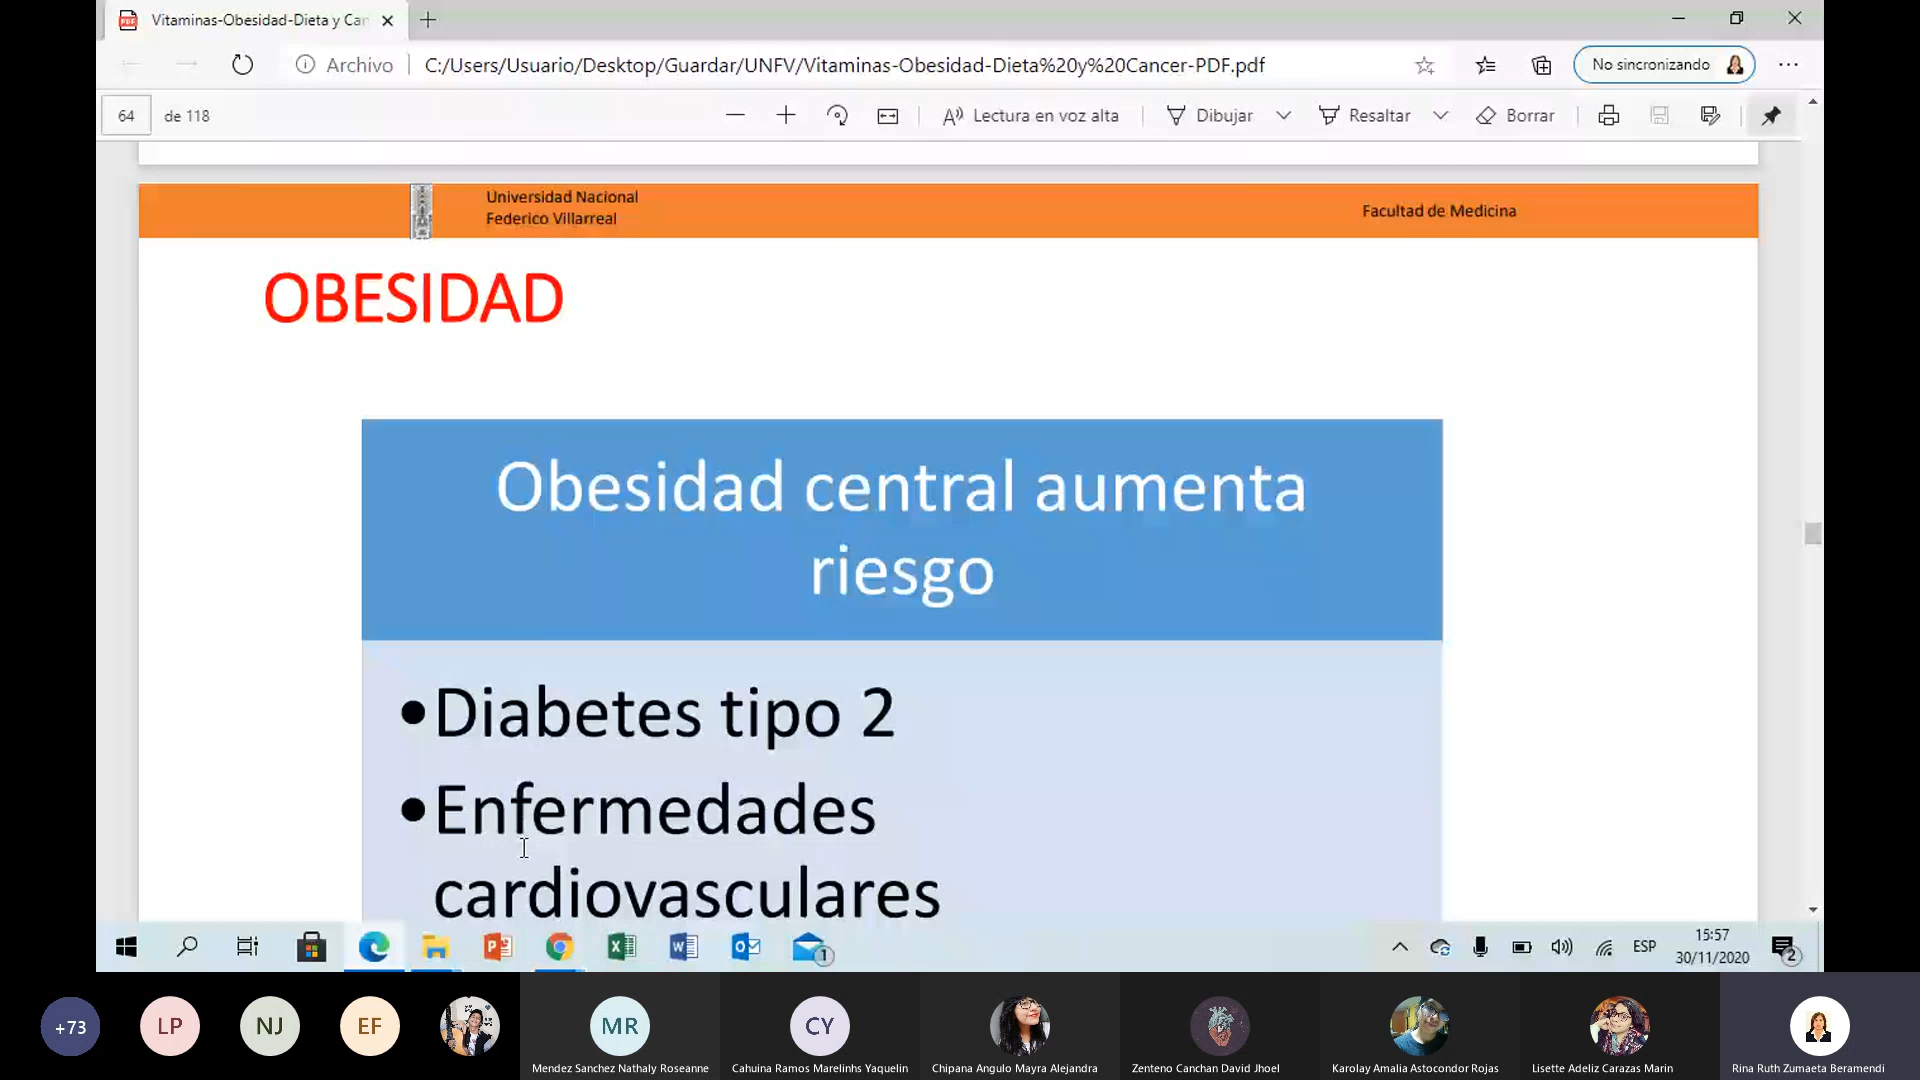 Vitaminas-Obesidad-Dieta y Can
Archivo
C:/Users/Usuario/Desktop/Guardar/UNFV/Vitaminas-Obesidad-Dieta%20y%20Cancer-PDF.pdf
No sincronizando
64 de 118
Lectura en voz alta
Dibujar
Resaltar
Borrar
Universidad Nacional
Federico Villarreal
Facultad de Medicina
OBESIDAD
Obesidad central aumenta
riesgo
•Diabetes tipo 2
•Enfermedades
cardiovasculares
1
ESP
15:57
30/11/2020
2
+73
LP
NJ
EF
MR
CY
Mendez Sanchez Nathaly Roseanne
Cahuina Ramos Marelinhs Yaquelin
Chipana Angulo Mayra Alejandra
Zenteno Canchan David Jhoel
Karolay Amalia Astocondor Rojas
Lisette Adeliz Carazas Marin
Rina Ruth Zumaeta Beramendi